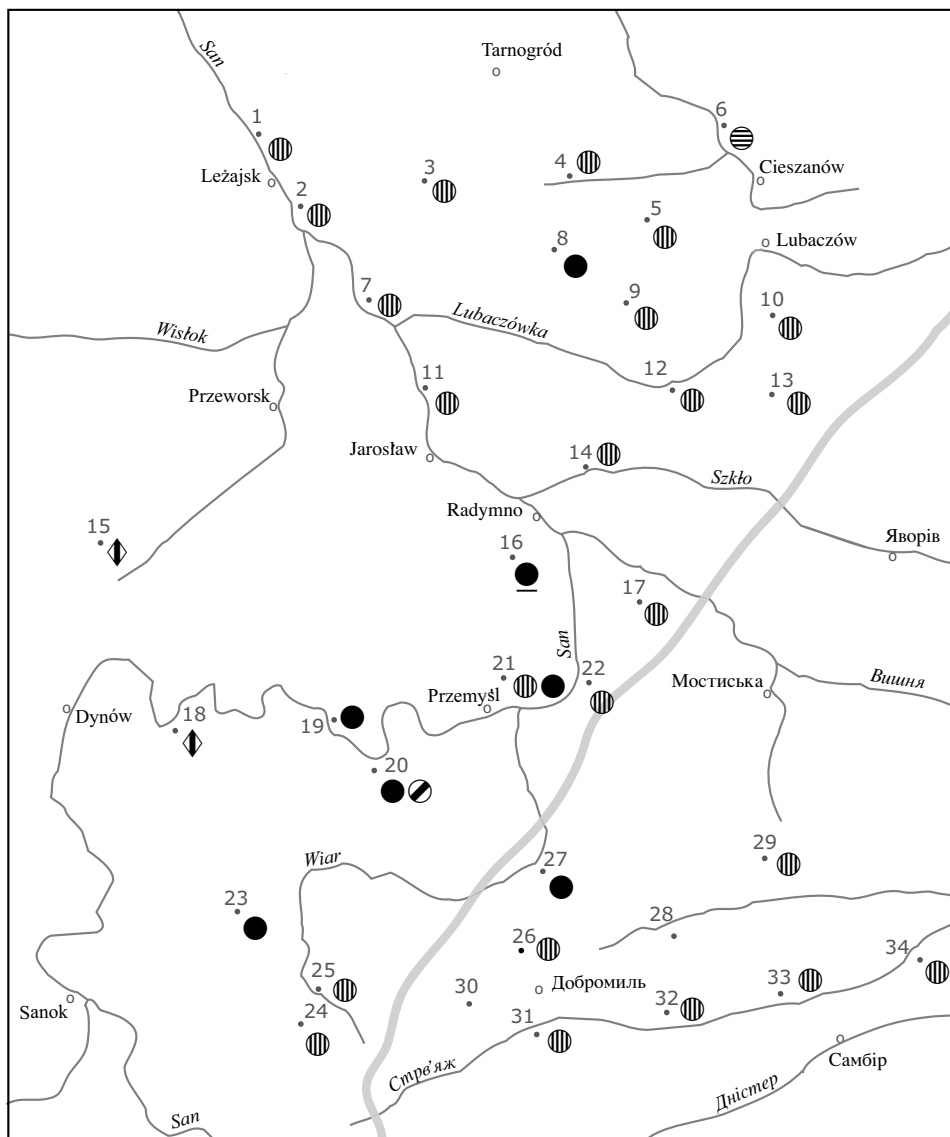 San
Tarnogród
1
6
Leżajsk
3
4
Cieszanów
2
5
8
Lubaczów
7
9
10
Wisłok
Lubaczówka
11
12
13
Przeworsk
Jarosław
14
Szkło
Radymno
15
16
Яворів
17
San
21
22
Мостиська
Вишня
Przemyśl
Dynów
18
19
20
Wiar
27
29
23
28
26
34
25
33
Sanok
30
Добромиль
24
32
31
Самбір
Стрв'яж
Дністер
San